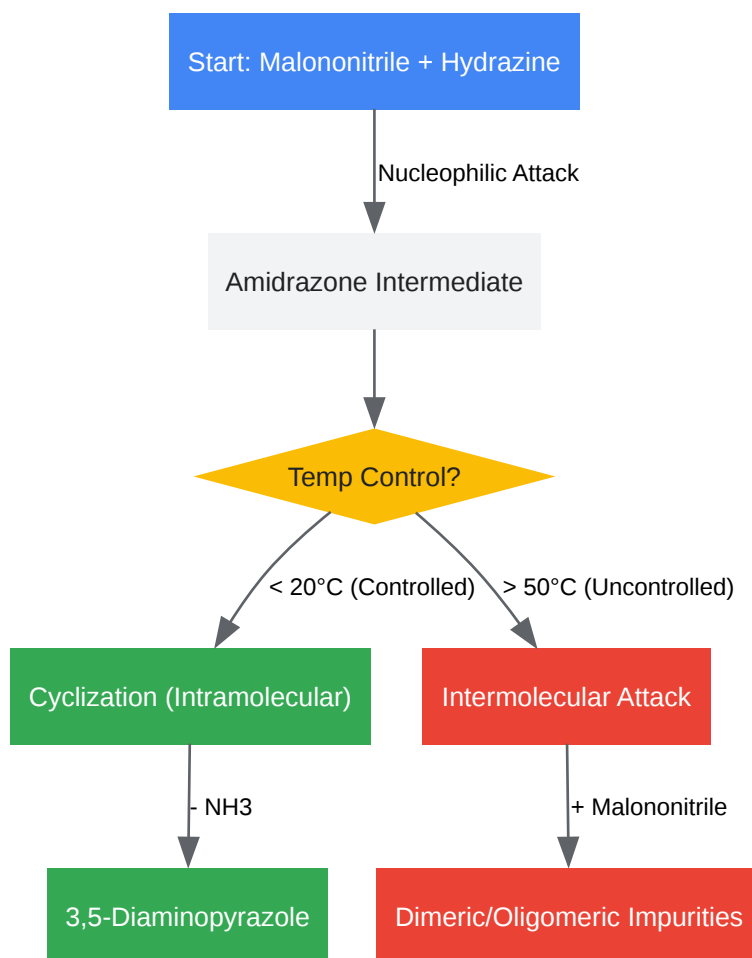 Start: Malononitrile + Hydrazine
Nucleophilic Attack
Amidrazone Intermediate
Temp Control?
< 20°C (Controlled)
> 50°C (Uncontrolled)
Cyclization (Intramolecular)
Intermolecular Attack
- NH3
+ Malononitrile
3,5-Diaminopyrazole
Dimeric/Oligomeric Impurities